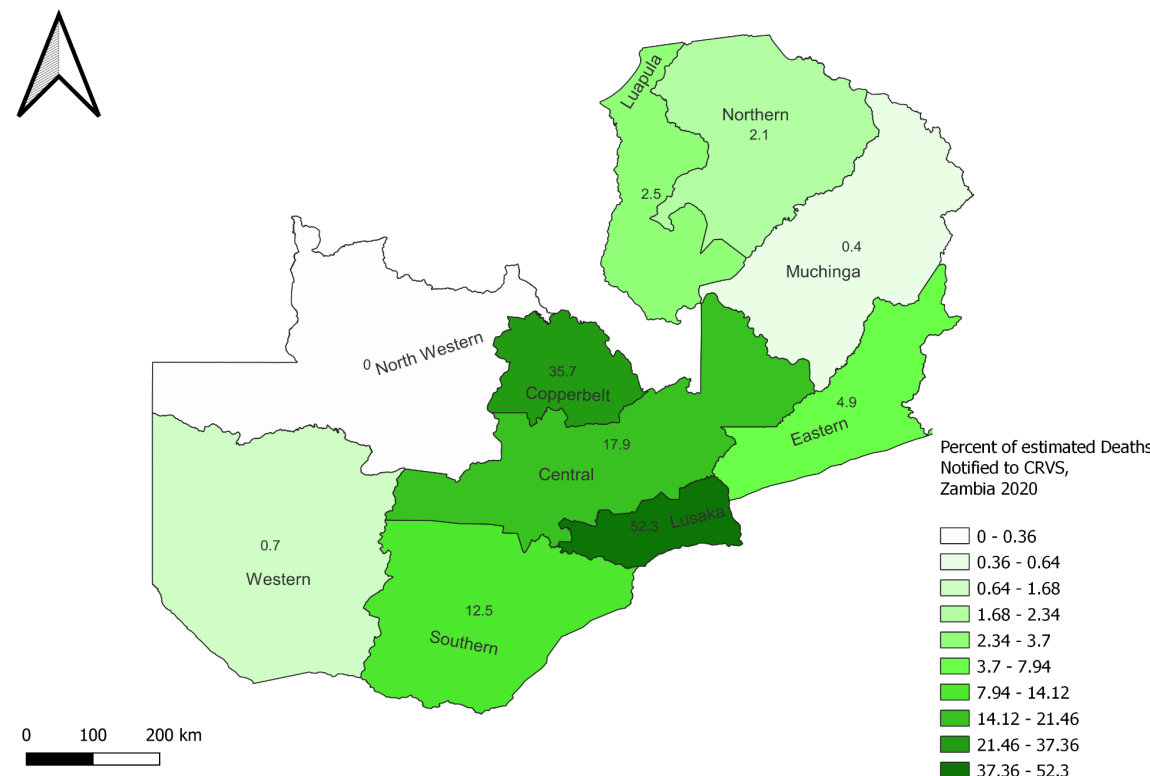 Luapula
Northern
2.1
2.5
0.4
Muchinga
0 North Western
35.7
Copperbelt
4.9
Eastern
17.9
Central
52.3 Lusaka
0.7
Western
12.5
Southern
Percent of estimated Deaths
Notified to CRVS,
Zambia 2020
0 - 0.36
0.36 - 0.64
0.64 - 1.68
1.68 - 2.34
2.34 - 3.7
3.7 - 7.94
7.94 - 14.12
14.12 - 21.46
21.46 - 37.36
37.36 - 52.3
0 100 200 km